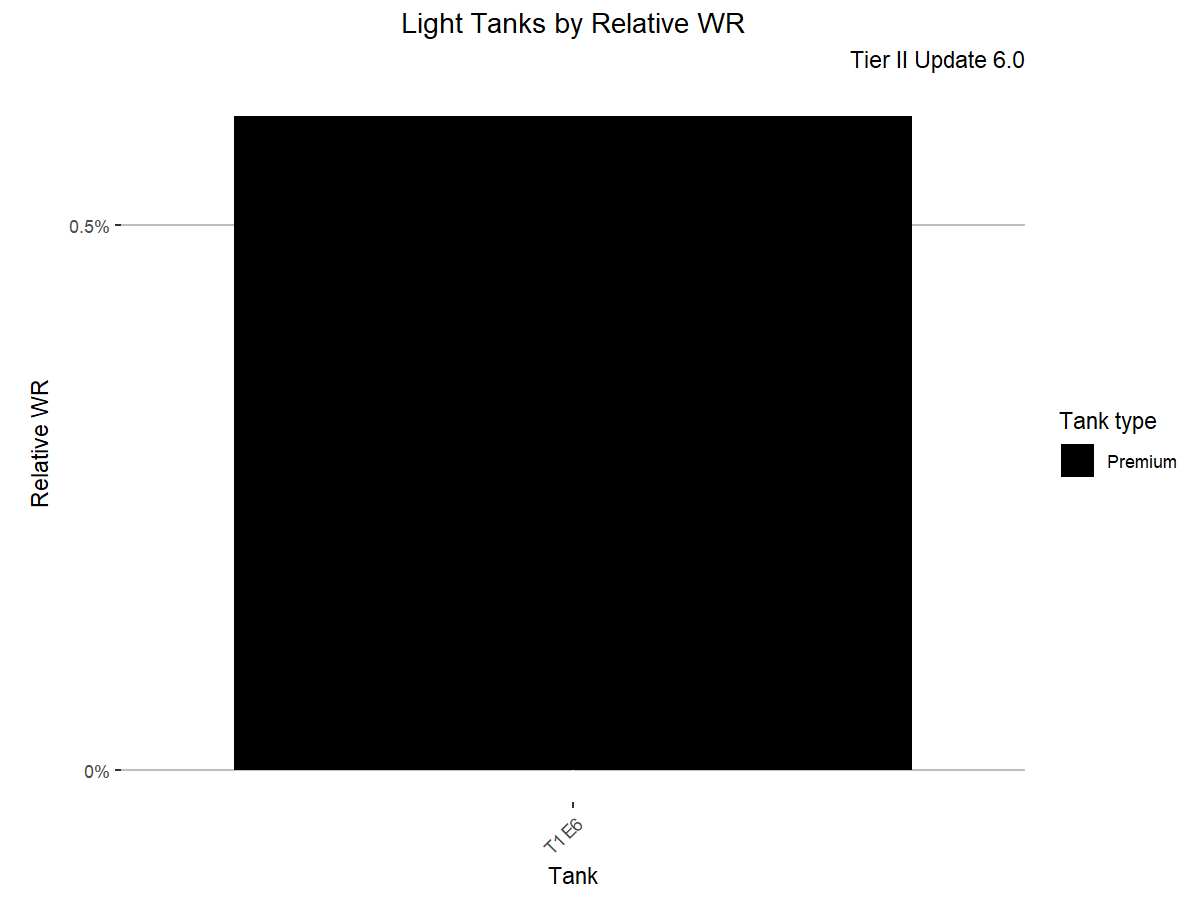 Light Tanks by Relative WR
Tier II Update 6.0
0.5%
Relative WR
Tank type
Premium
0%
T1 E6
Tank